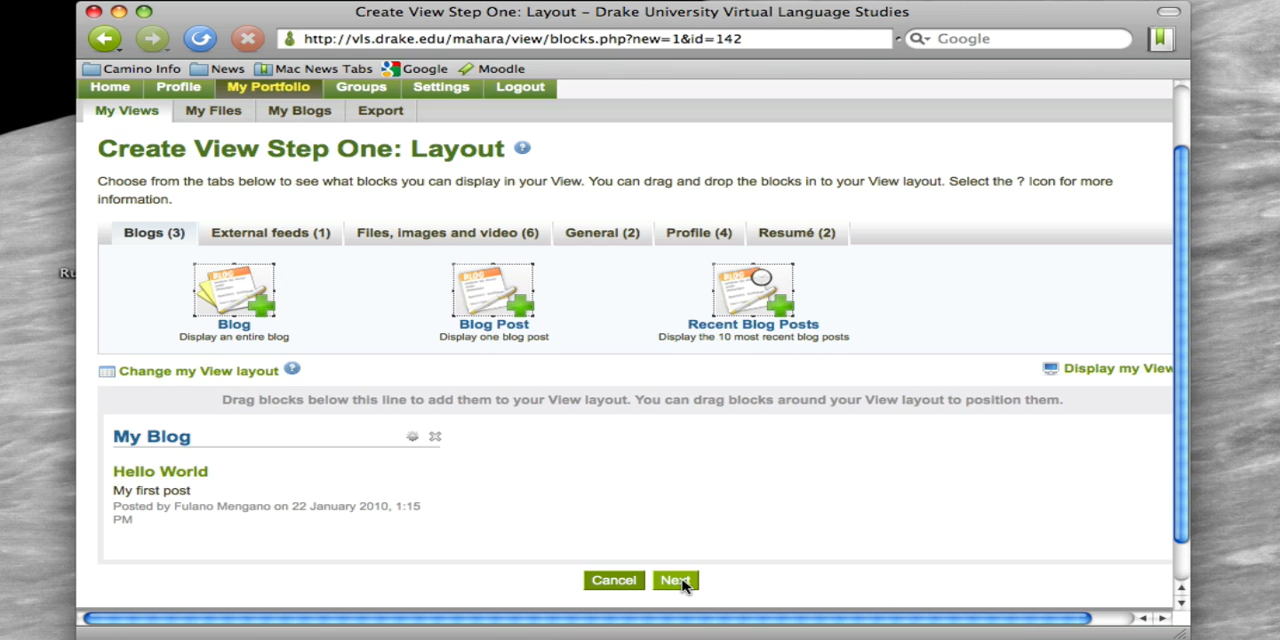 Create View Step One: Layout – Drake University Virtual Language Studies
http://vls.drake.edu/mahara/view/blocks.php?new=1&id=142
Google
Camino Info News Mac News Tabs Google Moodle
Home Profile My Portfolio Groups Settings Logout
My Views My Files My Blogs Export
Create View Step One: Layout ?
Choose from the tabs below to see what blocks you can display in your View. You can drag and drop the blocks in to your View layout. Select the ? Icon for more
information.
Blogs (3) External feeds (1) Files, images and video (6) General (2) Profile (4) Resumé (2)
BLOG BLOG BLOG
Blog Blog Post Recent Blog Posts
Display an entire blog Display one blog post Display the 10 most recent blog posts
Ru
Change my View layout ? Display my View
Drag blocks below this line to add them to your View layout. You can drag blocks around your View layout to position them.
My Blog
Hello World
My first post
Posted by Fulano Mengano on 22 January 2010, 1:15
PM
Cancel Next